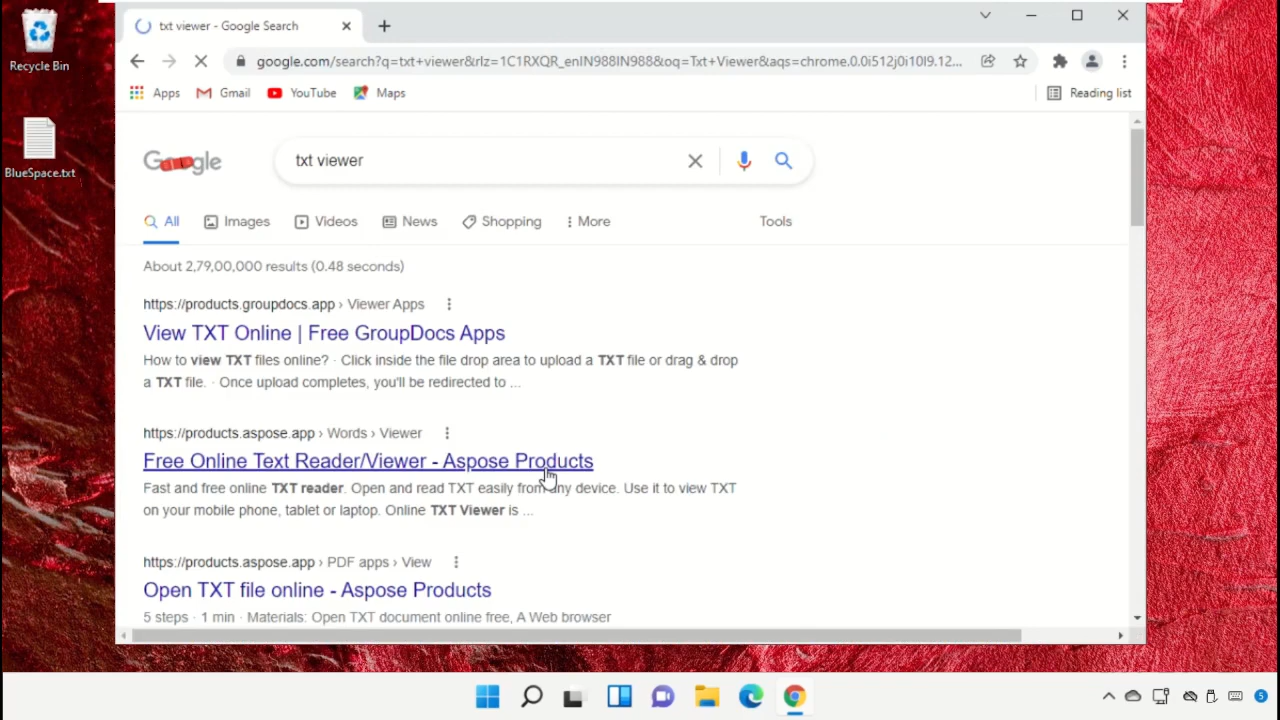 Recycle Bin
BlueSpace.txt
txt viewer - Google Search
google.com/search?q=txt+viewer&rlz=1C1RXQR_enIN988IN988&oq=Txt+Viewer&aqs=chrome.0.0i512j0i10l9.12...
Apps Gmail YouTube Maps Reading list
Google
txt viewer
All Images Videos News Shopping More Tools
About 2,79,00,000 results (0.48 seconds)
https://products.groupdocs.app › Viewer Apps
View TXT Online | Free GroupDocs Apps
How to view TXT files online? · Click inside the file drop area to upload a TXT file or drag & drop
a TXT file. · Once upload completes, you'll be redirected to ...
https://products.aspose.app › Words › Viewer
Free Online Text Reader/Viewer - Aspose Products
Fast and free online TXT reader. Open and read TXT easily from any device. Use it to view TXT
on your mobile phone, tablet or laptop. Online TXT Viewer is ...
https://products.aspose.app › PDF apps › View
Open TXT file online - Aspose Products
5 steps · 1 min · Materials: Open TXT document online free, A Web browser
5